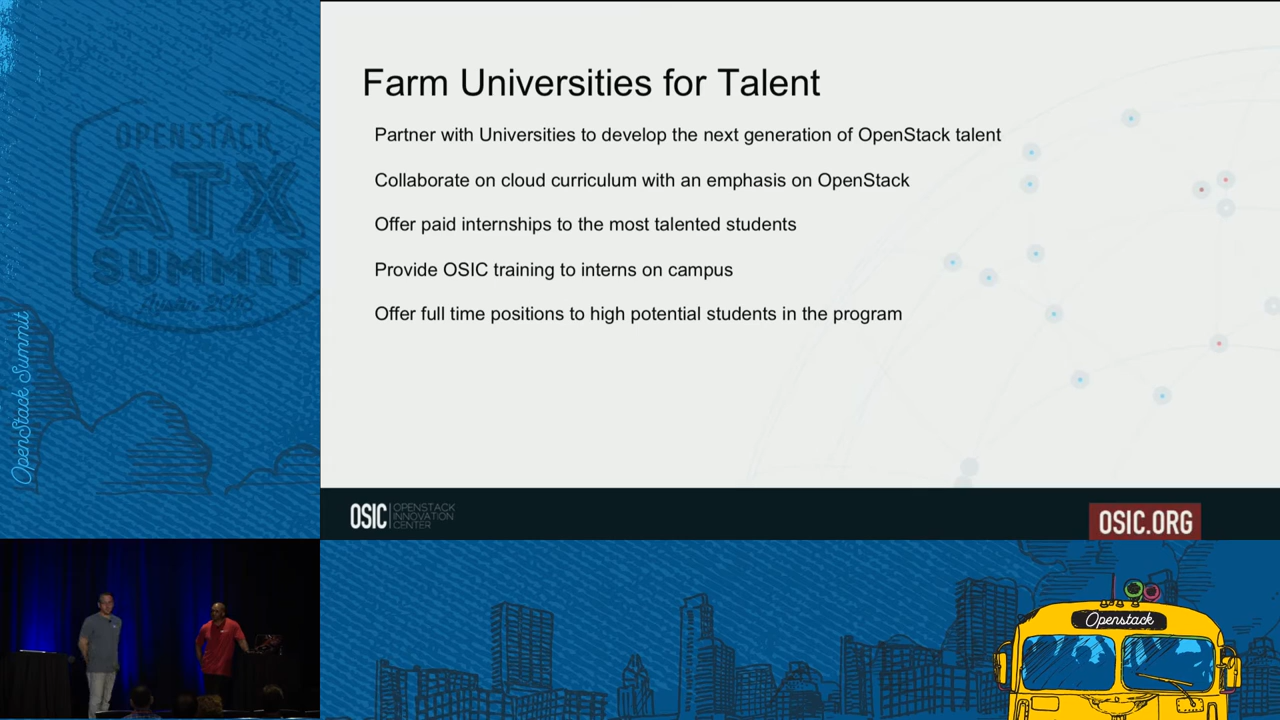 OPENSTACK
ATX
SUMMIT
Austin 2016
OpenStack Summit
Farm Universities for Talent
Partner with Universities to develop the next generation of OpenStack talent
Collaborate on cloud curriculum with an emphasis on OpenStack
Offer paid internships to the most talented students
Provide OSIC training to interns on campus
Offer full time positions to high potential students in the program
OSIC
OPENSTACK
INNOVATION
CENTER
OSIC.ORG
Openstack